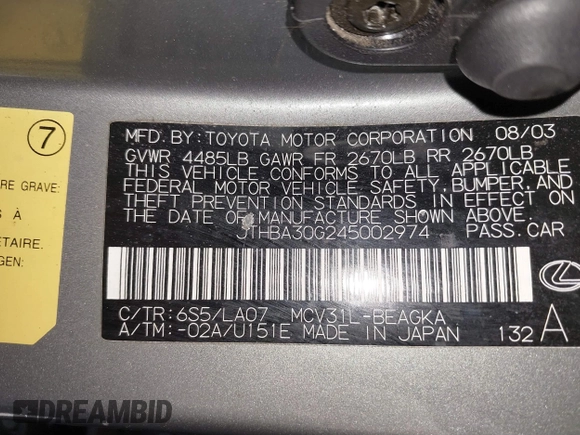 7
RE GRAVE:
S À
ÉTAIRE.
GEN:
MFD. BY: TOYOTA MOTOR CORPORATION 08/03
GVWR 4485LB GAWR FR 2670LB RR 2670LB
THIS VEHICLE CONFORMS TO ALL APPLICABLE
FEDERAL MOTOR VEHICLE SAFETY, BUMPER, AND
THEFT PREVENTION STANDARDS IN EFFECT ON
THE DATE OF MANUFACTURE SHOWN ABOVE.
JTHBA30G245002974 PASS. CAR
C/TR: 6S5/LA07 MCV31L-BEAGKA
A/TM: -02A/U151E MADE IN JAPAN 132 A
DREAMBID